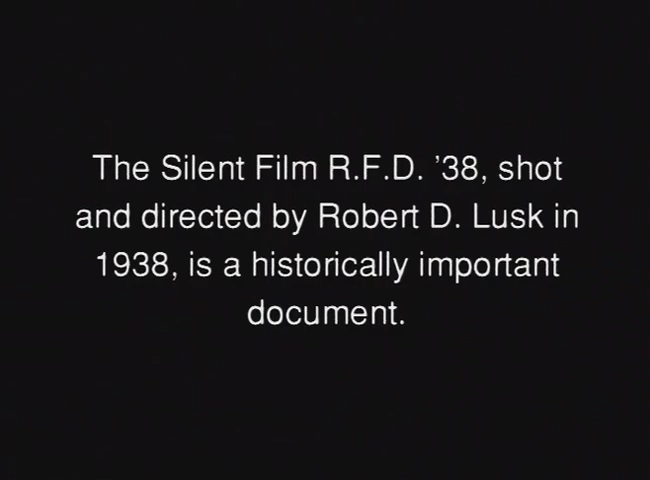 The Silent Film R.F.D. '38, shot
and directed by Robert D. Lusk in
1938, is a historically important
document.